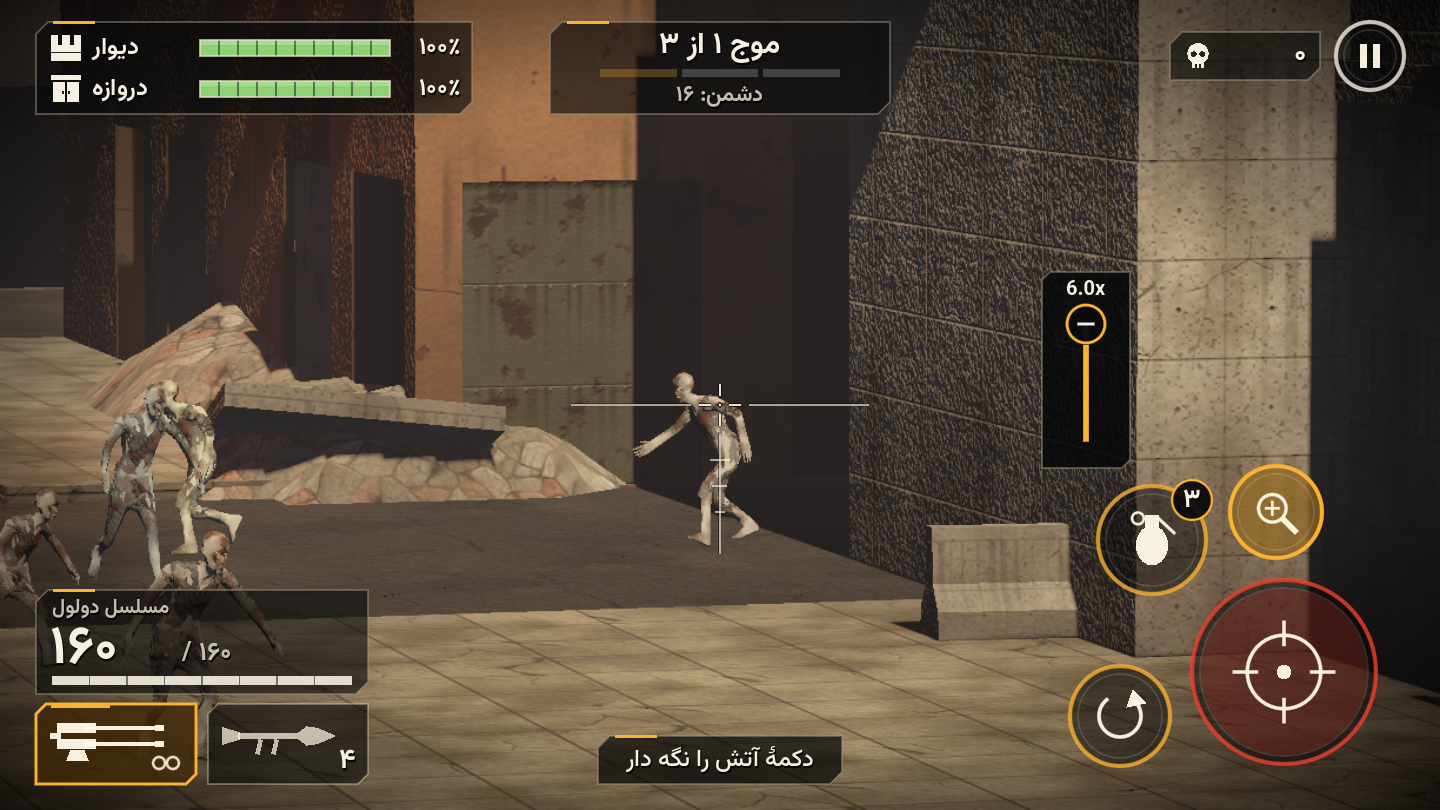 دیوار ۱۰۰٪
دروازه ۱۰۰٪
موج ۱ از ۳
دشمن: ۱۶
۰
6.0x
۳
مسلسل دولول
۱۶۰ / ۱۶۰
∞
۴
دکمهٔ آتش را نگه دار